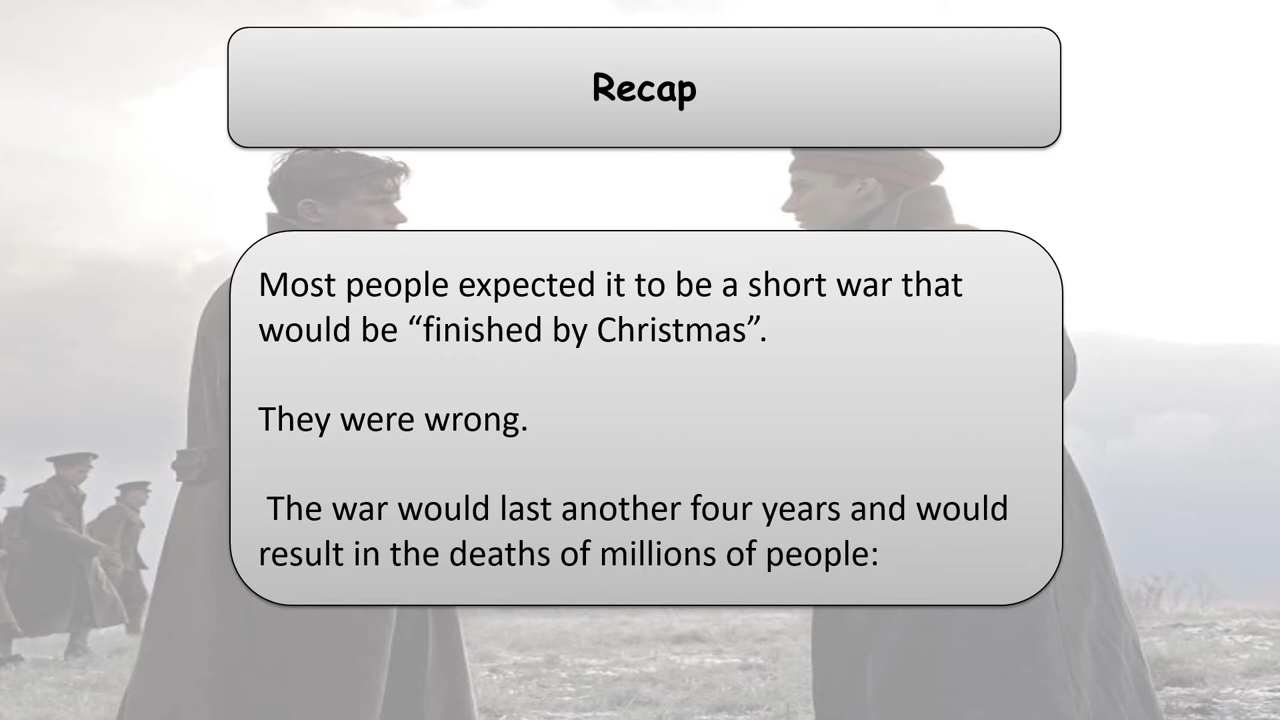 Recap
Most people expected it to be a short war that
would be “finished by Christmas”.
They were wrong.
The war would last another four years and would
result in the deaths of millions of people: